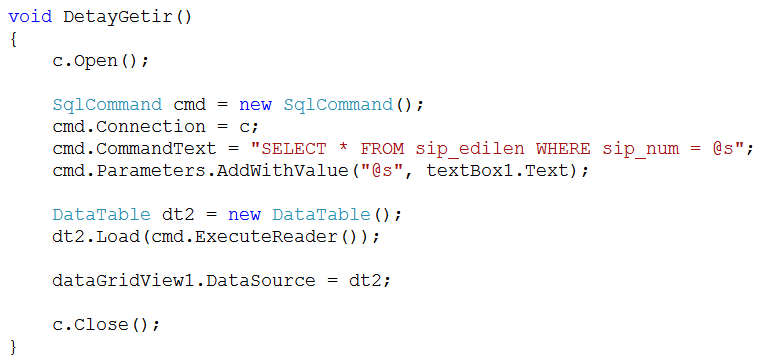 void DetayGetir()
{
    c.Open();

    SqlCommand cmd = new SqlCommand();
    cmd.Connection = c;
    cmd.CommandText = "SELECT * FROM sip_edilen WHERE sip_num = @s";
    cmd.Parameters.AddWithValue("@s", textBox1.Text);

    DataTable dt2 = new DataTable();
    dt2.Load(cmd.ExecuteReader());

    dataGridView1.DataSource = dt2;

    c.Close();
}